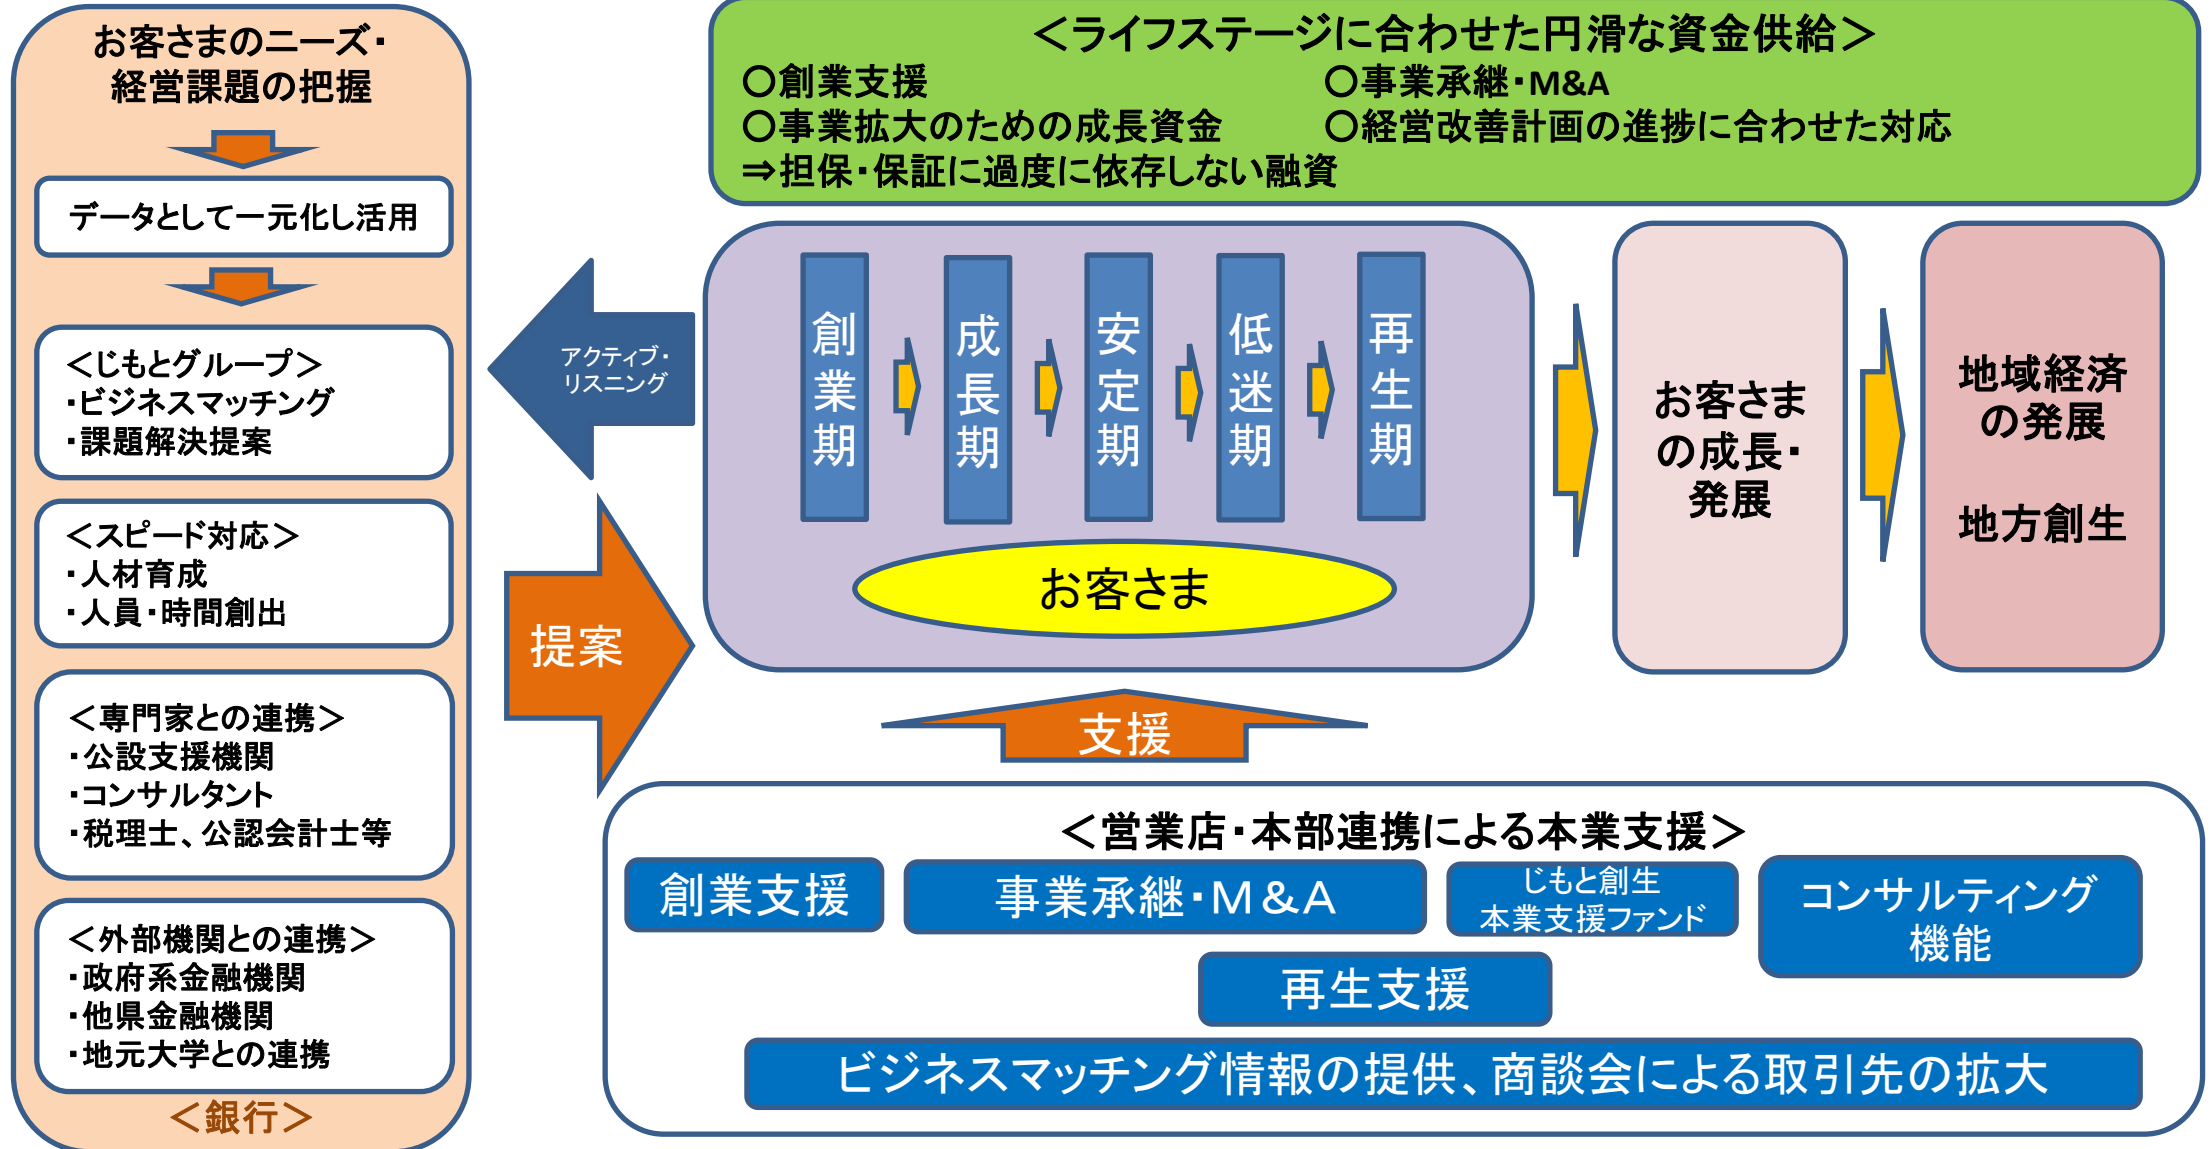 お客さまのニーズ・
経営課題の把握
データとして一元化し活用
＜じもとグループ＞
・ビジネスマッチング
・課題解決提案
＜スピード対応＞
・人材育成
・人員・時間創出
＜専門家との連携＞
・公設支援機関
・コンサルタント
・税理士、公認会計士等
＜外部機関との連携＞
・政府系金融機関
・他県金融機関
・地元大学との連携
＜銀行＞
＜ライフステージに合わせた円滑な資金供給＞
○創業支援 ○事業承継・M&A
○事業拡大のための成長資金 ○経営改善計画の進捗に合わせた対応
⇒担保・保証に過度に依存しない融資
アクティブ・
リスニング
提案
創業期
成長期
安定期
低迷期
再生期
お客さま
お客さま
の成長・
発展
地域経済
の発展
地方創生
支援
＜営業店・本部連携による本業支援＞
創業支援
事業承継・M＆A
じもと創生
本業支援ファンド
コンサルティング
機能
再生支援
ビジネスマッチング情報の提供、商談会による取引先の拡大